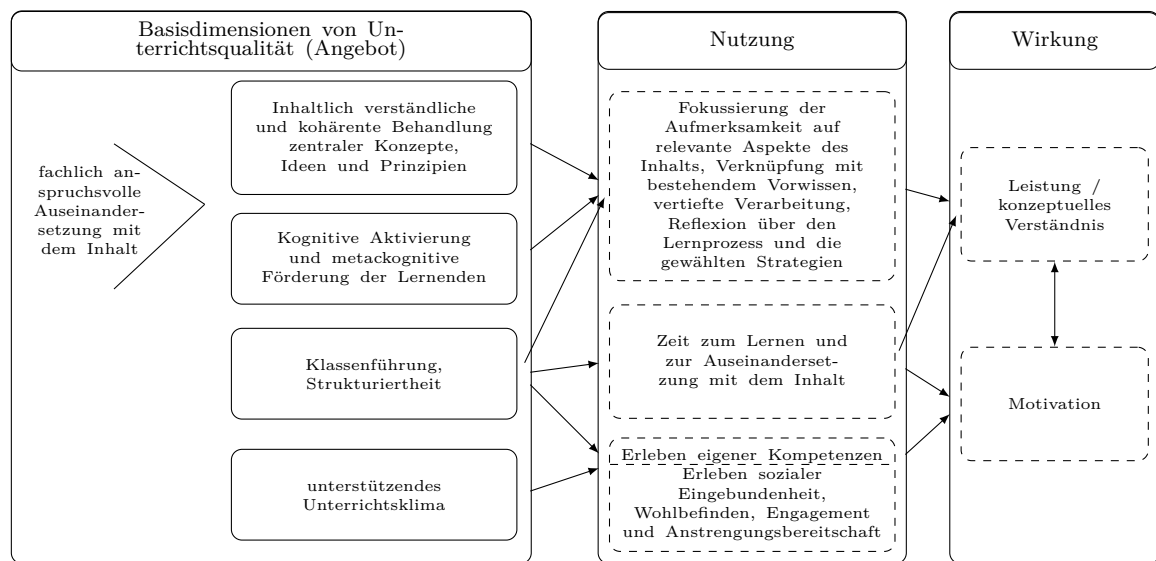 Basisdimensionen von Un-
terrichtsqualität (Angebot)
fachlich an-
spruchsvolle
Auseinander-
setzung mit
dem Inhalt
Inhaltlich verständliche
und kohärente Behandlung
zentraler Konzepte,
Ideen und Prinzipien
Kognitive Aktivierung
und metackognitive
Förderung der Lernenden
Klassenführung,
Strukturiertheit
unterstützendes
Unterrichtsklima
Nutzung
Fokussierung der
Aufmerksamkeit auf
relevante Aspekte des
Inhalts, Verknüpfung mit
bestehendem Vorwissen,
vertiefte Verarbeitung,
Reflexion über den
Lernprozess und die
gewählten Strategien
Zeit zum Lernen und
zur Auseinanderset-
zung mit dem Inhalt
Erleben eigener Kompetenzen
Erleben sozialer
Eingebundenheit,
Wohlbefinden, Engagement
und Anstrengungsbereitschaft
Wirkung
Leistung /
konzeptuelles
Verständnis
Motivation